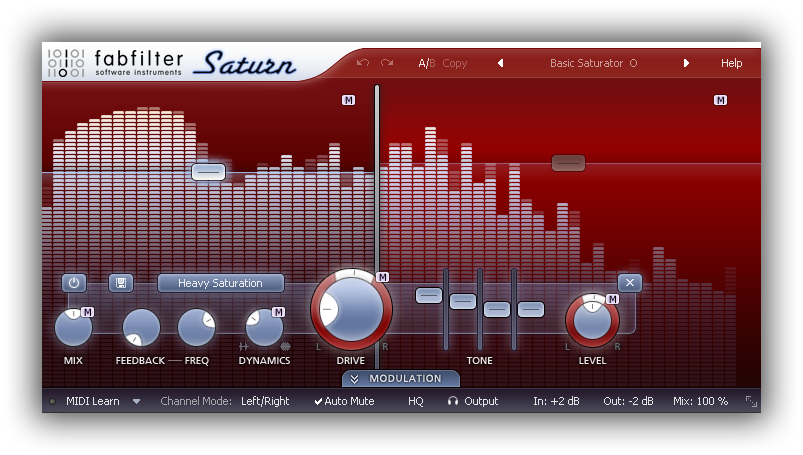 IOIOI
fabfilter
software instruments
Saturn
A/B Copy
Basic Saturator
Help
M
M
Heavy Saturation
M
M
M
M
MIX
FEEDBACK
FREQ
DYNAMICS
L
DRIVE
R
TONE
L
LEVEL
R
MODULATION
MIDI Learn
Channel Mode:
Left/Right
Auto Mute
HQ
Output
In: +2 dB
Out: -2 dB
Mix: 100 %